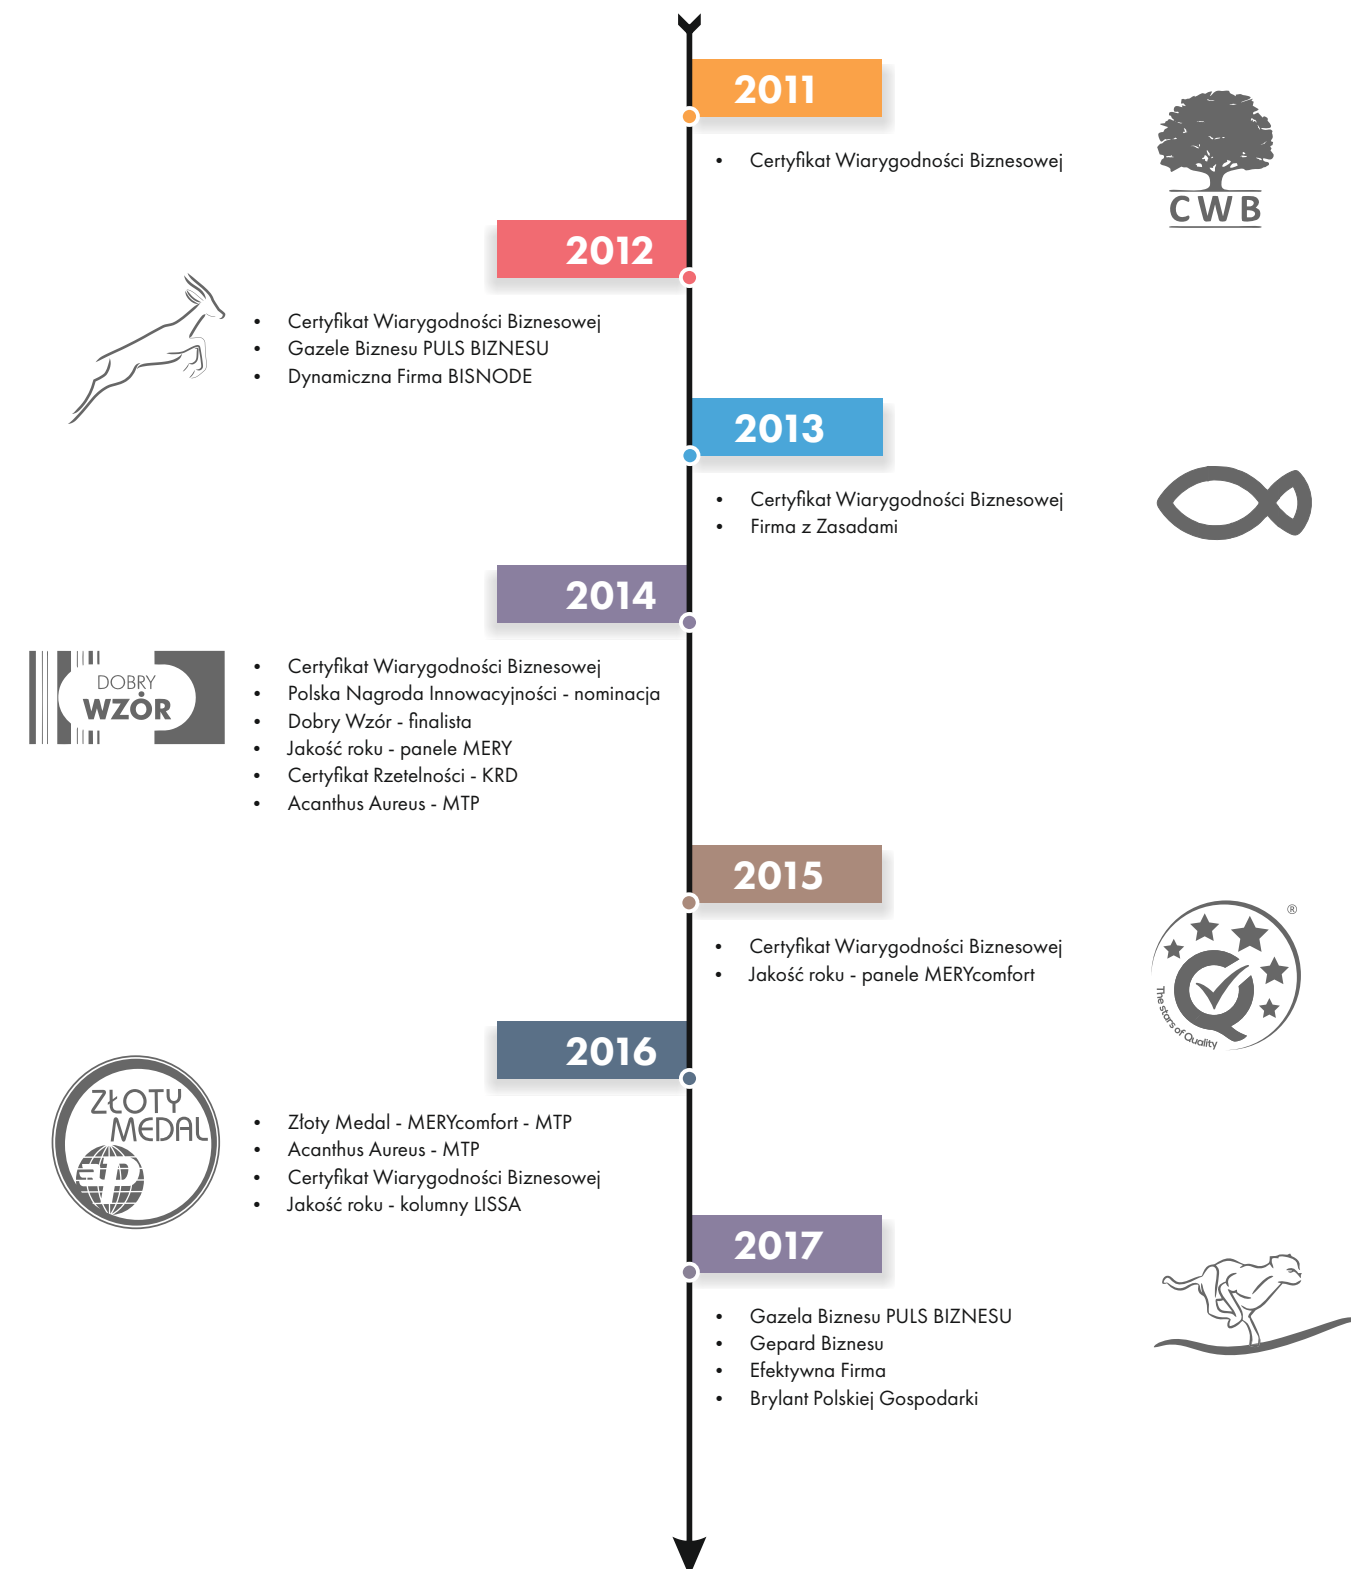 2011
• Certyfikat Wiarygodności Biznesowej
CWB
2012
• Certyfikat Wiarygodności Biznesowej
• Gazele Biznesu PULS BIZNESU
• Dynamiczna Firma BISNODE
2013
• Certyfikat Wiarygodności Biznesowej
• Firma z Zasadami
2014
DOBRY
WZÓR
• Certyfikat Wiarygodności Biznesowej
• Polska Nagroda Innowacyjności - nominacja
• Dobry Wzór - finalista
• Jakość roku - panele MERY
• Certyfikat Rzetelności - KRD
• Acanthus Aureus - MTP
2015
• Certyfikat Wiarygodności Biznesowej
• Jakość roku - panele MERYcomfort
®
The stars of Quality
2016
ZŁOTY
MEDAL
• Złoty Medal - MERYcomfort - MTP
• Acanthus Aureus - MTP
• Certyfikat Wiarygodności Biznesowej
• Jakość roku - kolumny LISSA
2017
• Gazela Biznesu PULS BIZNESU
• Gepard Biznesu
• Efektywna Firma
• Brylant Polskiej Gospodarki